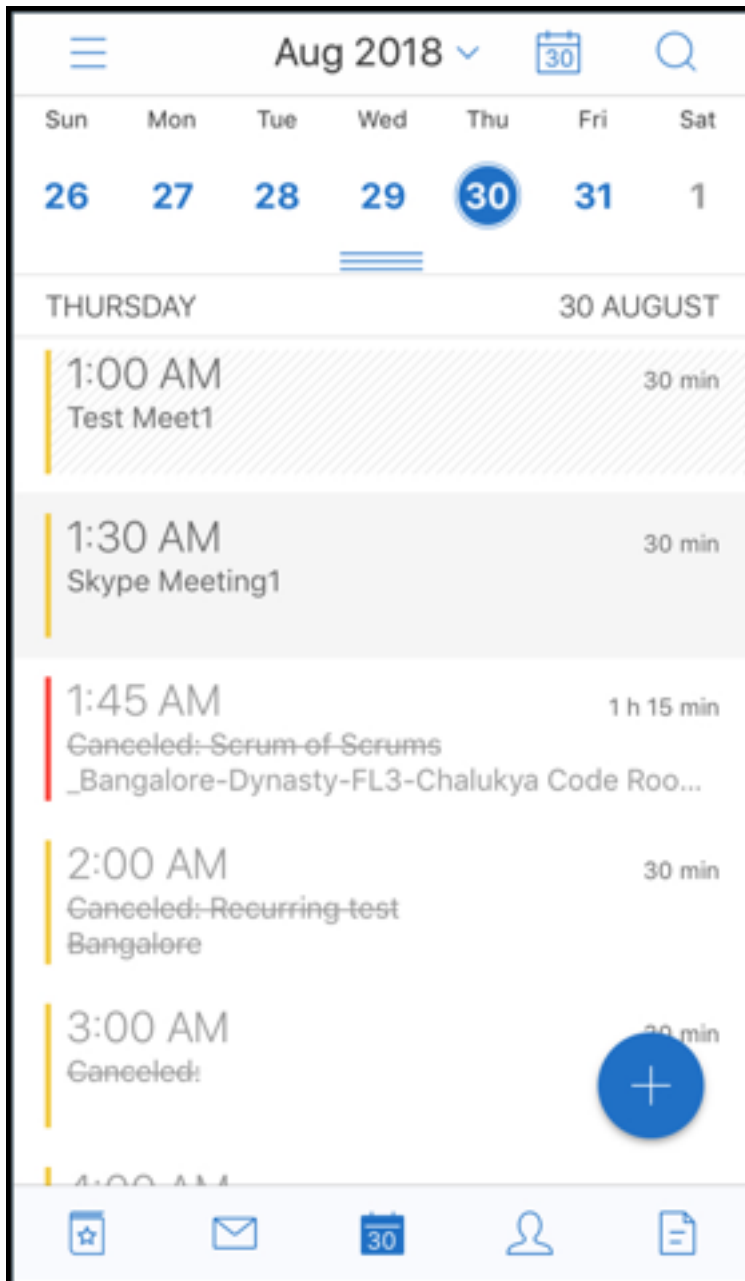 Aug 2018
30
Sun Mon Tue Wed Thu Fri Sat
26 27 28 29 30 31 1
THURSDAY 30 AUGUST
1:00 AM 30 min
Test Meet1
1:30 AM 30 min
Skype Meeting1
1:45 AM 1 h 15 min
Canceled: Scrum of Scrums
_Bangalore-Dynasty-FL3-Chalukya Code Roo...
2:00 AM 30 min
Canceled: Recurring test
Bangalore
3:00 AM min
Canceled:
30